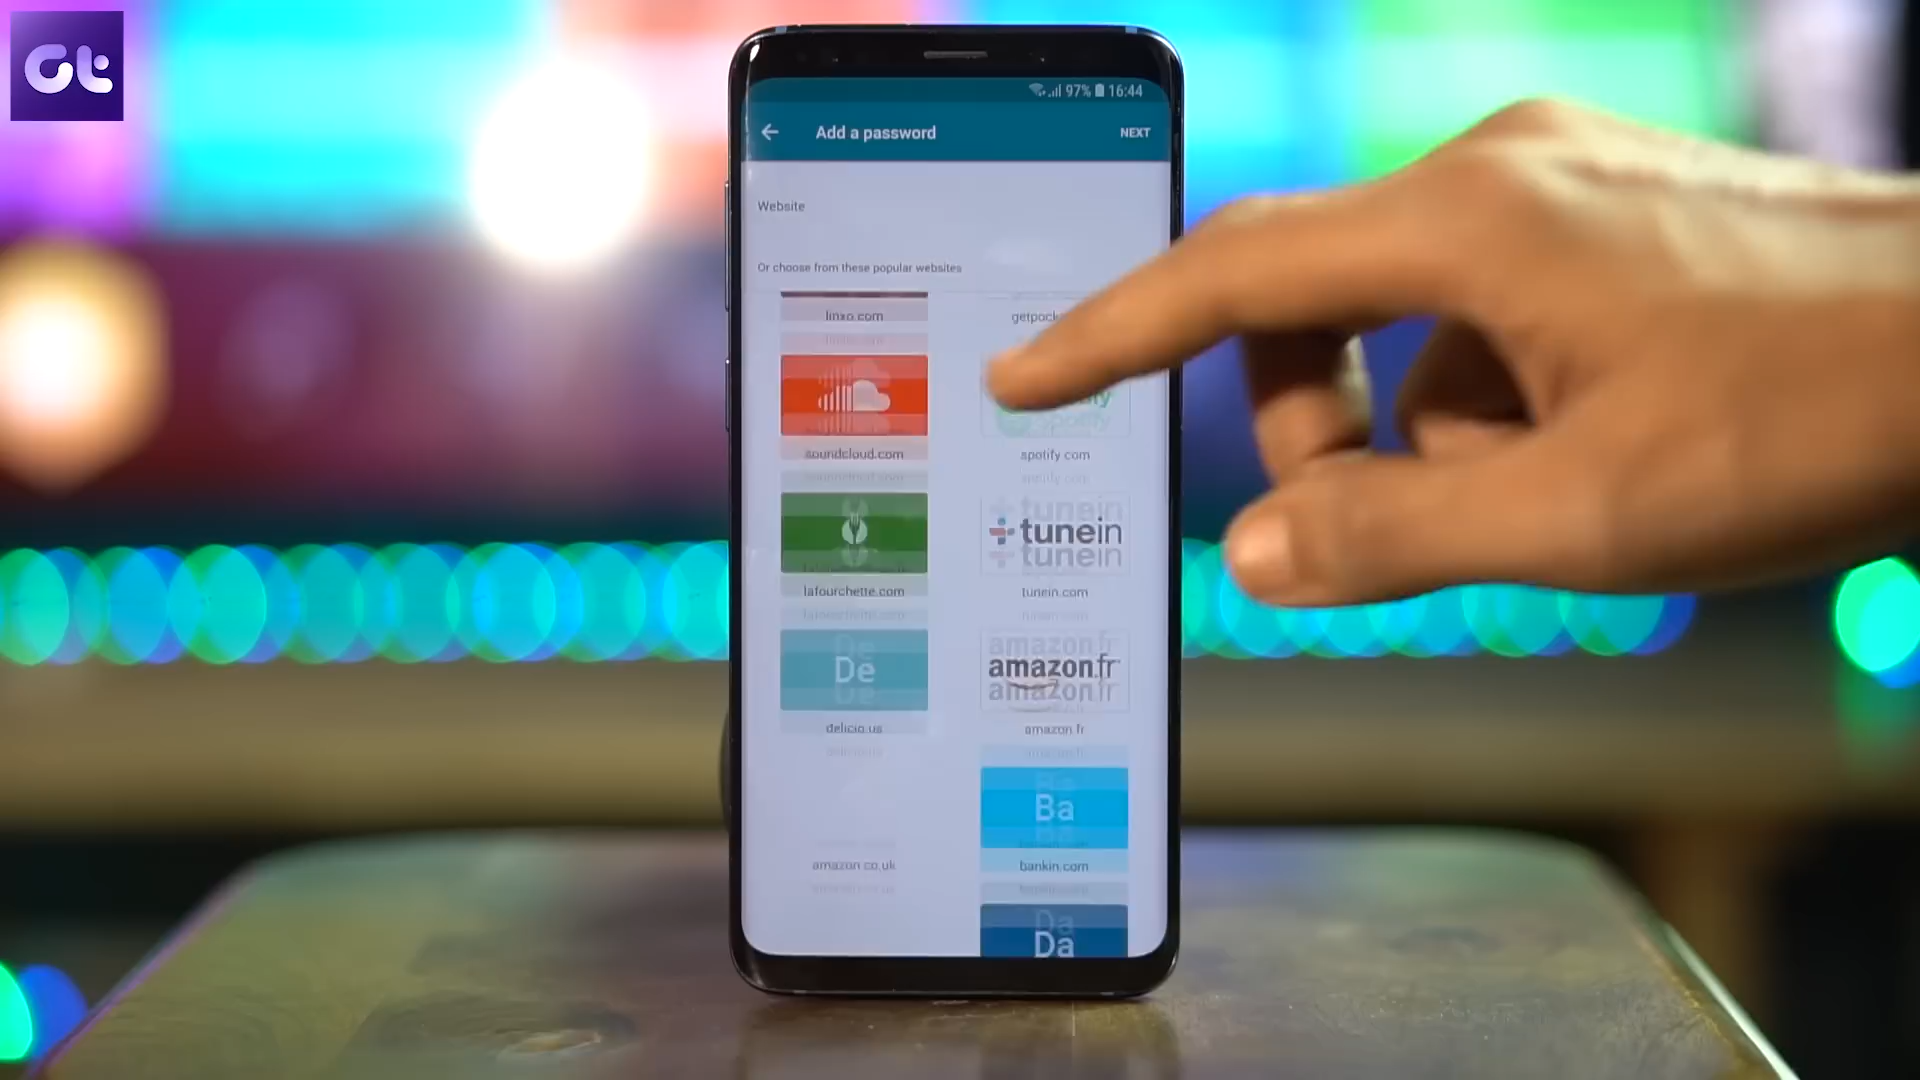 Gt
97% 16:44
Add a password NEXT
Website
Or choose from these popular websites
linxo.com
soundcloud.com
spotify.com
tunein
lafourchette.com
tunein.com
De
amazon.fr
delicio.us
amazon.fr
Ba
amazon.co.uk
bankin.com
Da